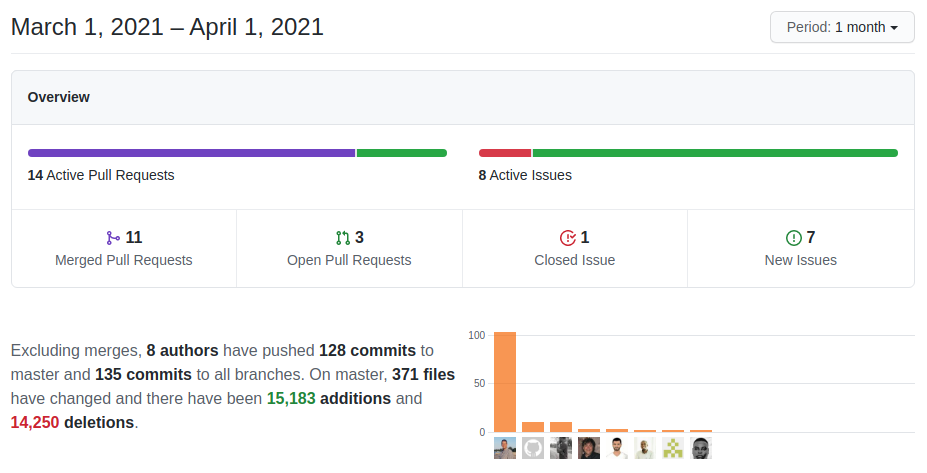 March 1, 2021 – April 1, 2021
Period: 1 month
Overview
14 Active Pull Requests
8 Active Issues
11
Merged Pull Requests
3
Open Pull Requests
1
Closed Issue
7
New Issues
Excluding merges, 8 authors have pushed 128 commits to
master and 135 commits to all branches. On master, 371 files
have changed and there have been 15,183 additions and
14,250 deletions.
100
50
0